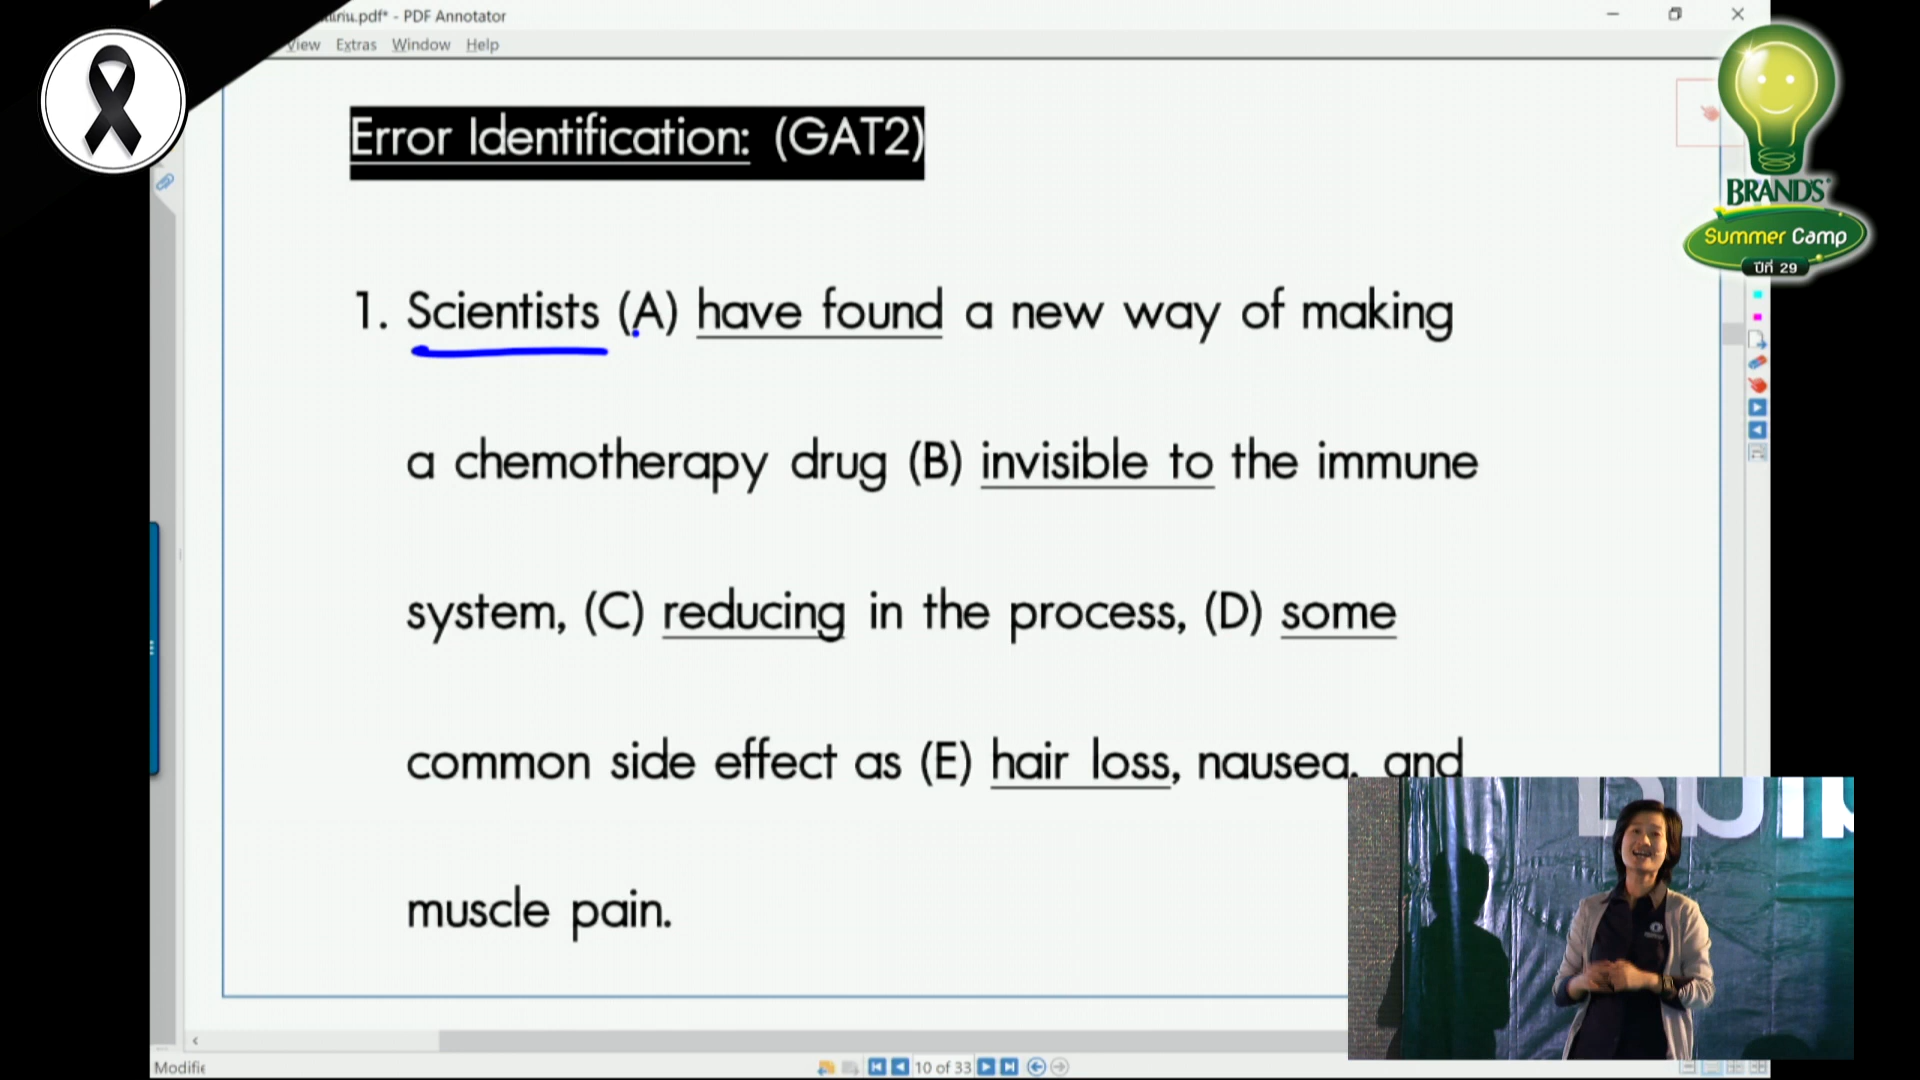 .pdf* - PDF Annotator
View Extras Window Help
Error Identification: (GAT2)
BRAND'S
Summer Camp
ปีที่ 29
1. Scientists (A) have found a new way of making
a chemotherapy drug (B) invisible to the immune
system, (C) reducing in the process, (D) some
common side effect as (E) hair loss, nausea, and
muscle pain.
10 of 33